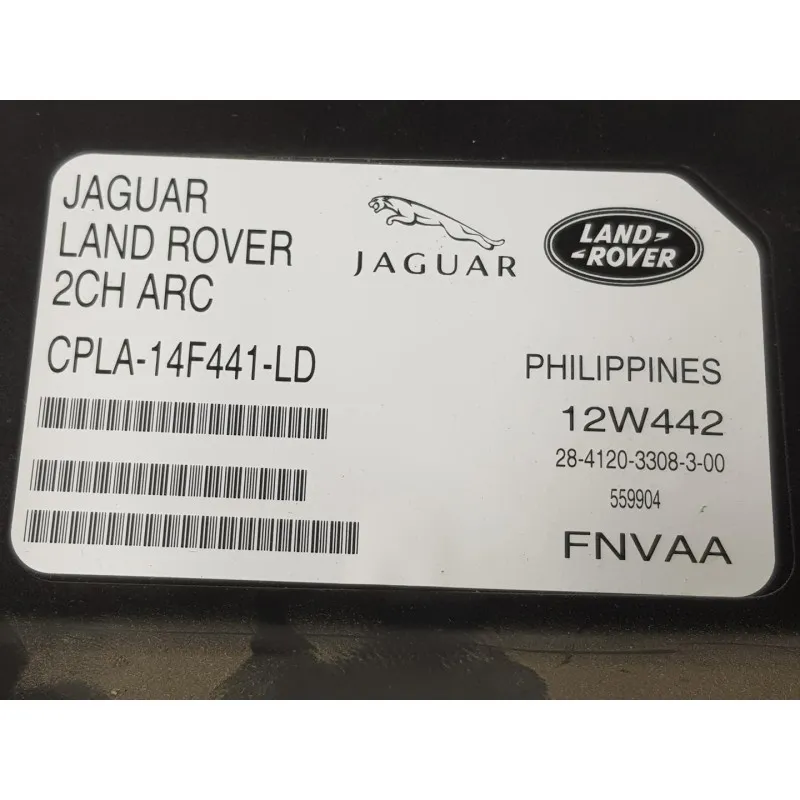 JAGUAR
LAND ROVER
2CH ARC
CPLA-14F441-LD
JAGUAR
LAND-
-ROVER
PHILIPPINES
12W442
28-4120-3308-3-00
559904
FNVAA